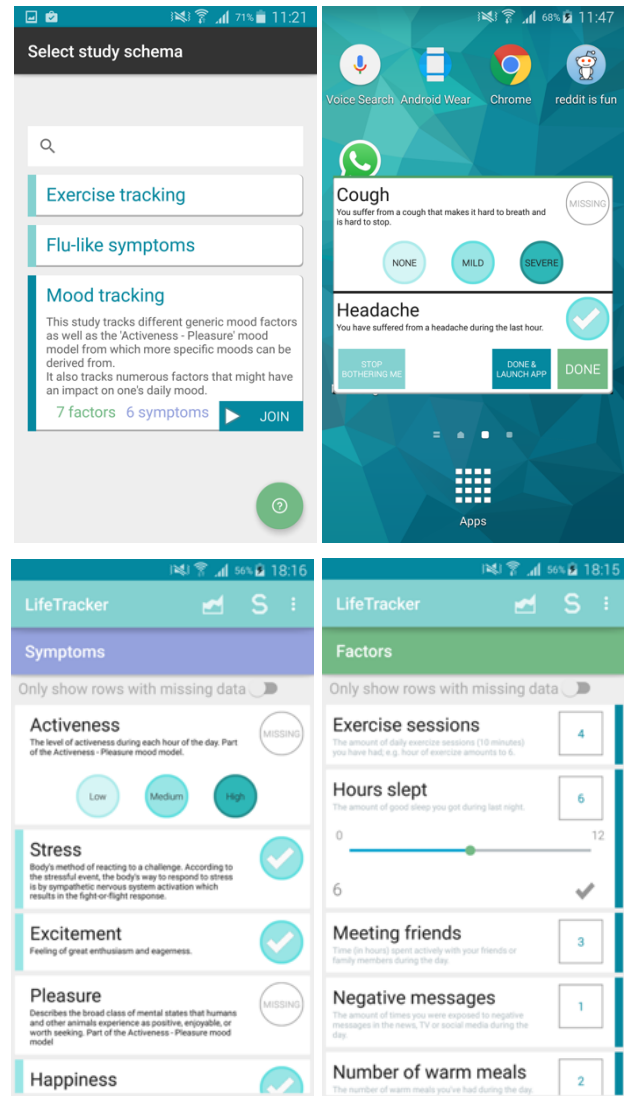 71% 11:21
Select study schema
Exercise tracking
Flu-like symptoms
Mood tracking
This study tracks different generic mood factors
as well as the 'Activeness - Pleasure' mood
model from which more specific moods can be
derived from.
It also tracks numerous factors that might have
an impact on one's daily mood.
7 factors 6 symptoms JOIN
68% 11:47
Voice Search Android Wear Chrome reddit is fun
Cough
MISSING
You suffer from a cough that makes it hard to breath and
is hard to stop.
NONE MILD SEVERE
Headache
You have suffered from a headache during the last hour.
STOP
BOTHERING ME
DONE &
LAUNCH APP
DONE
Apps
56% 18:16
LifeTracker S
Symptoms
Only show rows with missing data
Activeness
MISSING
The level of activeness during each hour of the day. Part
of the Activeness - Pleasure mood model.
Low Medium High
Stress
Body's method of reacting to a challenge. According to
the stressful event, the body's way to respond to stress
is by sympathetic nervous system activation which
results in the fight-or-flight response.
Excitement
Feeling of great enthusiasm and eagerness.
Pleasure
MISSING
Describes the broad class of mental states that humans
and other animals experience as positive, enjoyable, or
worth seeking. Part of the Activeness - Pleasure mood
model
Happiness
56% 18:15
LifeTracker S
Factors
Only show rows with missing data
Exercise sessions
4
The amount of daily exercize sessions (10 minutes)
you have had, e.g. hour of exercize amounts to 6.
Hours slept
6
The amount of good sleep you got during last night.
0 12
6
Meeting friends
3
Time (in hours) spent actively with your friends or
family members during the day.
Negative messages
1
The amount of times you were exposed to negative
messages in the news, TV or social media during the
day.
Number of warm meals
2
The number of warm meals you've had during the day.